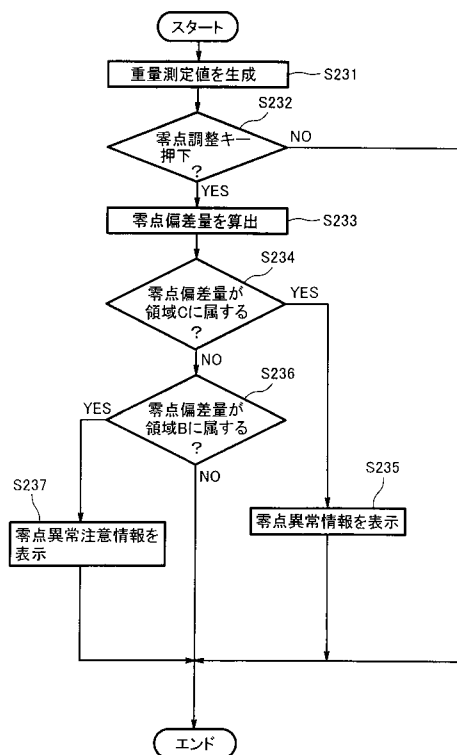 スタート
重量測定値を生成
S231
S232
零点調整キー
押下
?
NO
YES
零点偏差量を算出
S233
S234
零点偏差量が
領域Cに属する
?
YES
NO
S236
零点偏差量が
領域Bに属する
?
YES
NO
S237
零点異常注意情報を
表示
S235
零点異常情報を表示
エンド